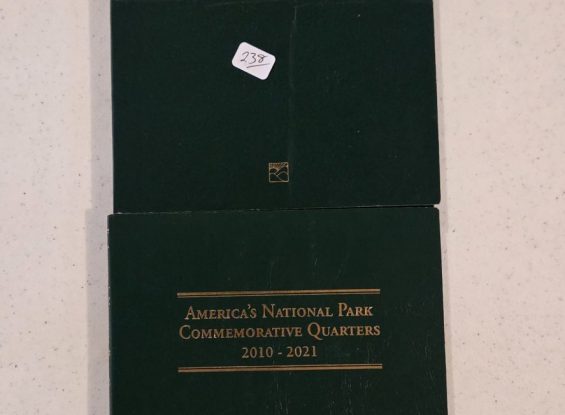 238
AMERICA'S NATIONAL PARK
COMMEMORATIVE QUARTERS
2010 - 2021